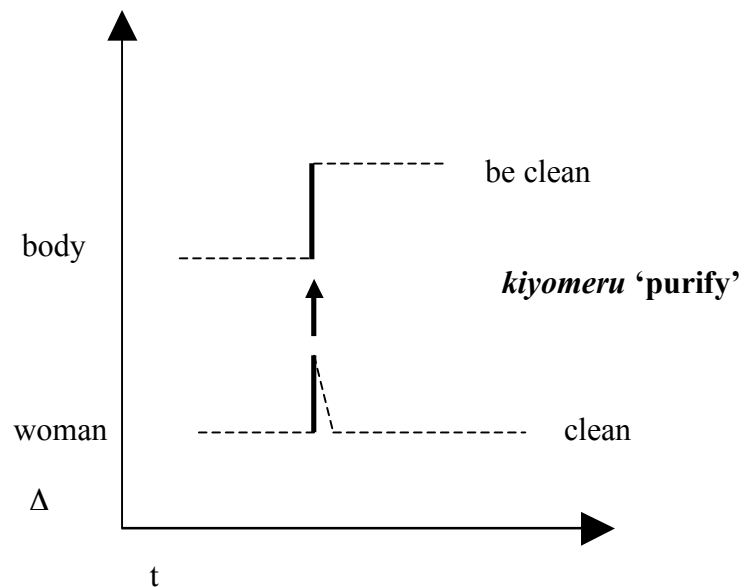 be clean
body
kiyomeru ‘purify’
woman
clean
Δ
t